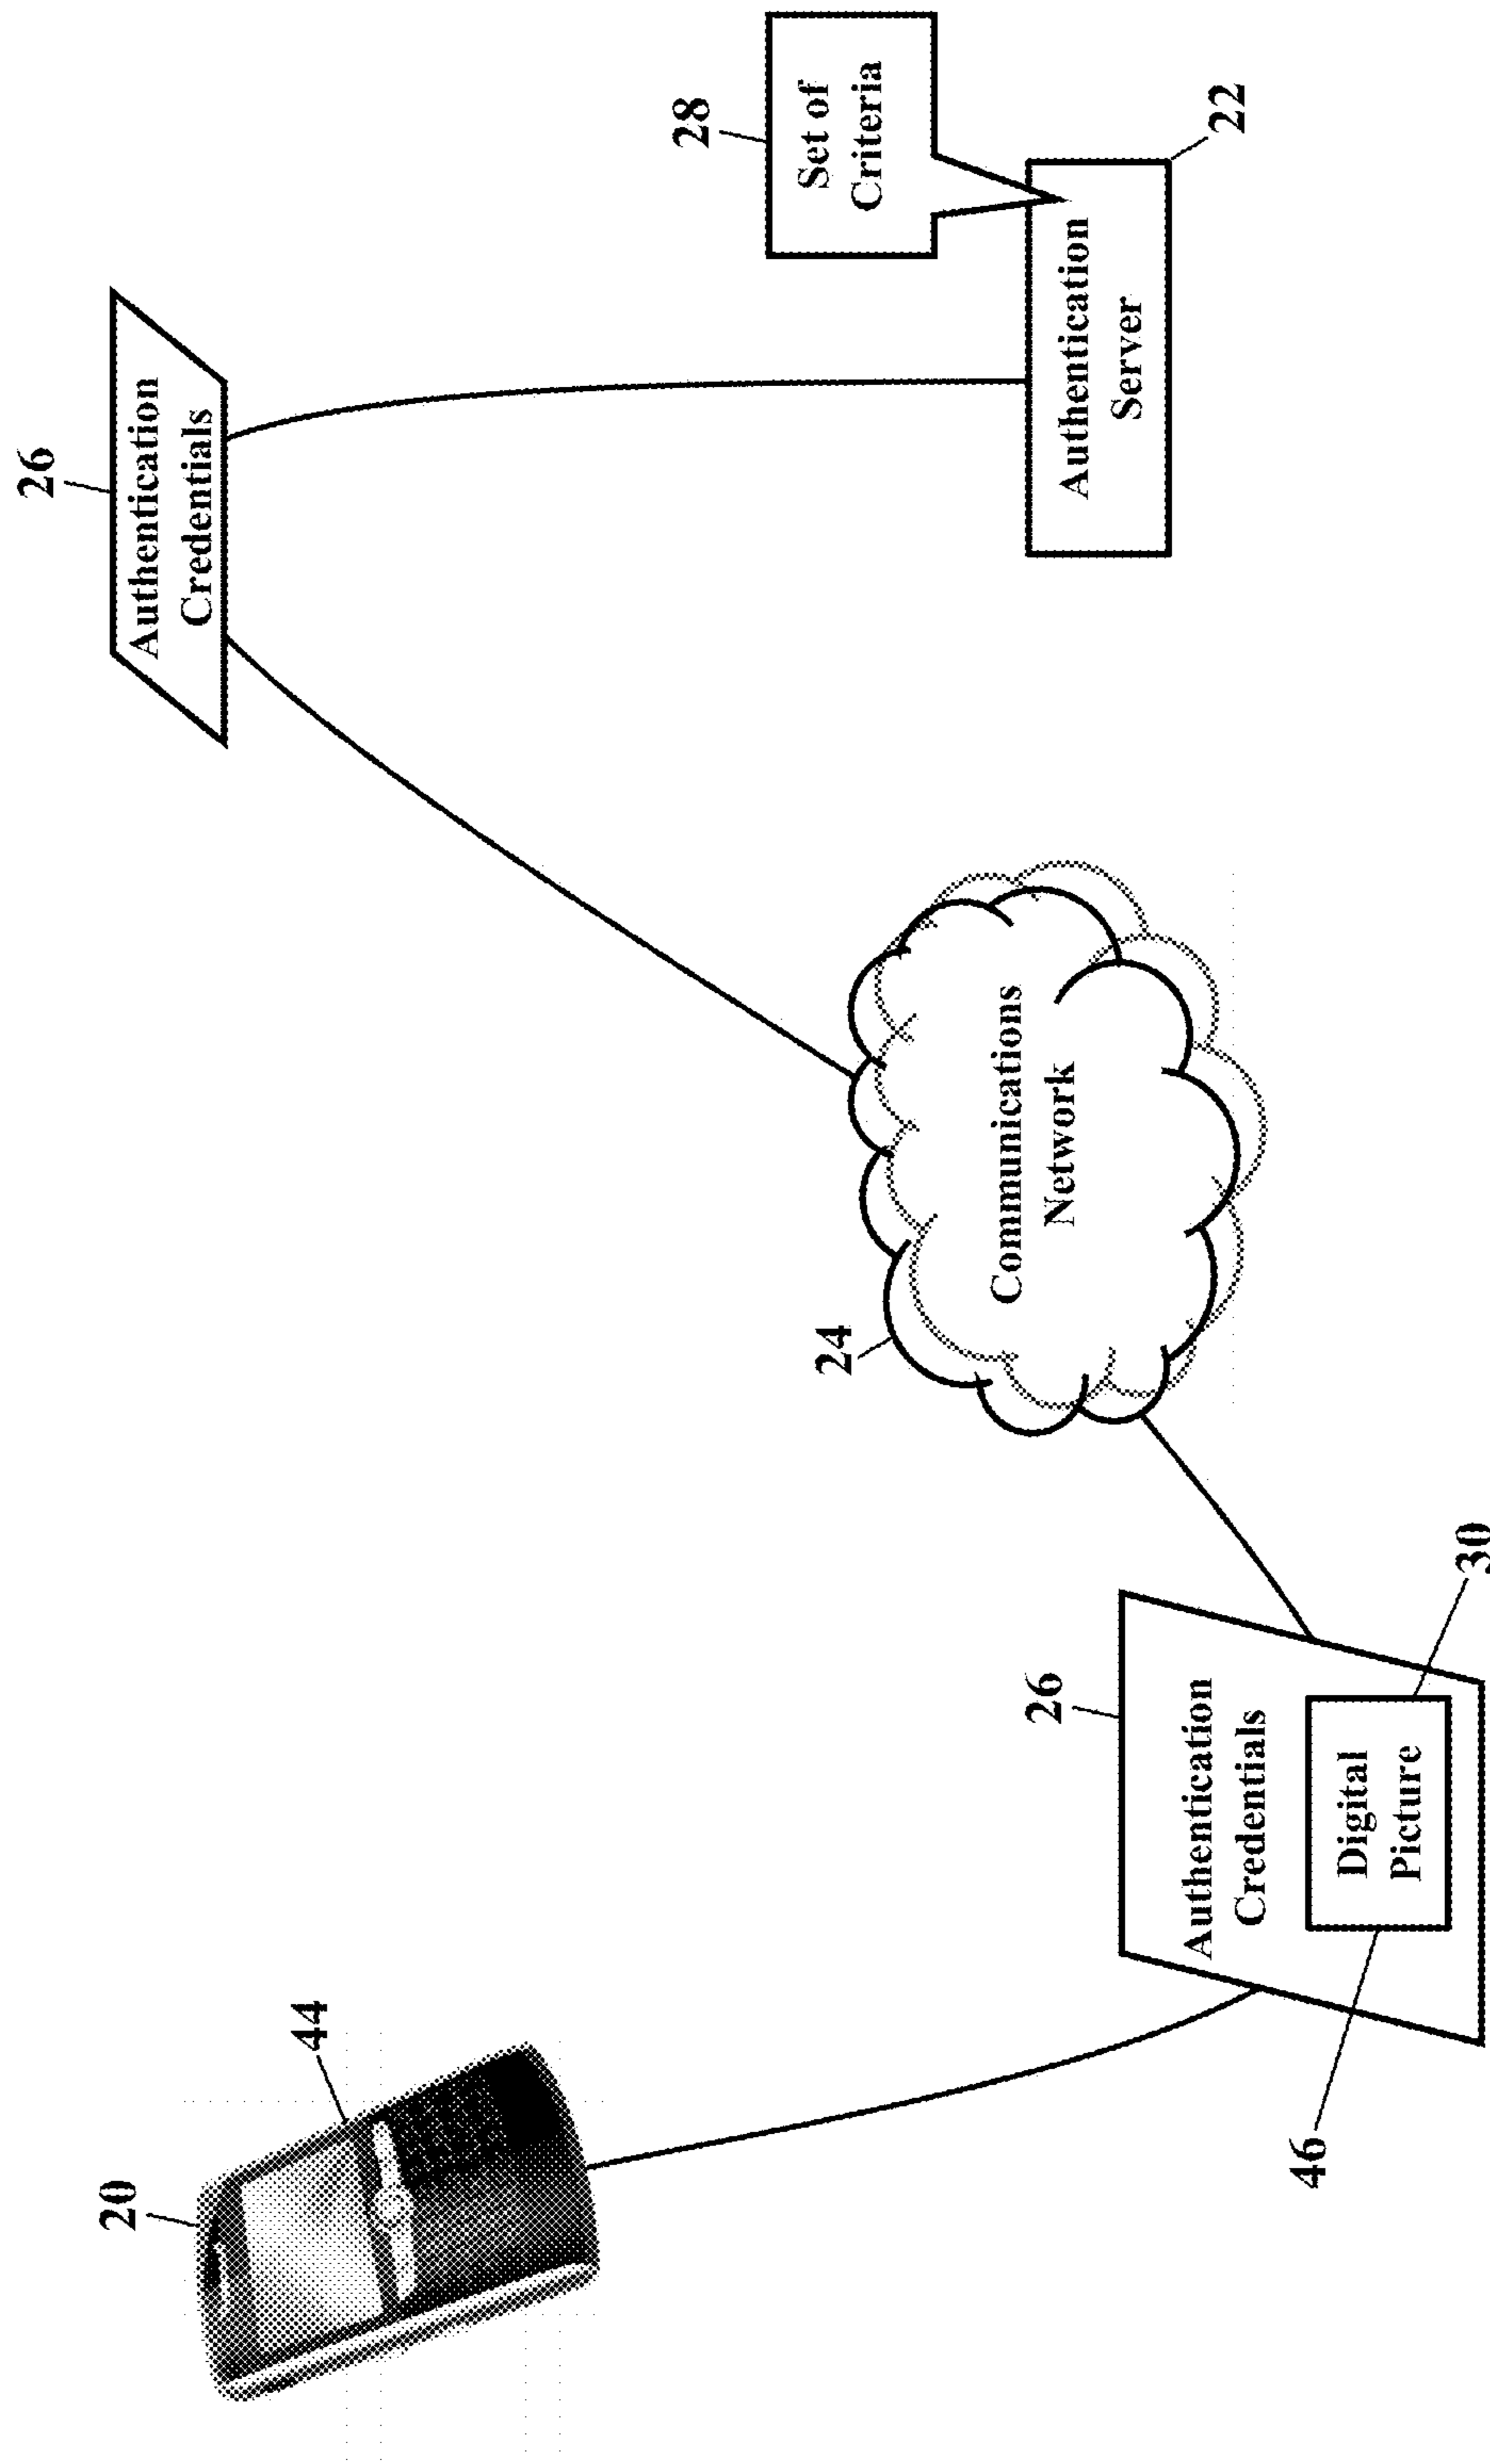 20
44
26
Authentication
Credentials
Digital
Picture
46
30
24
Communications
Network
26
Authentication
Credentials
28
Set of
Criteria
Authentication
Server
22